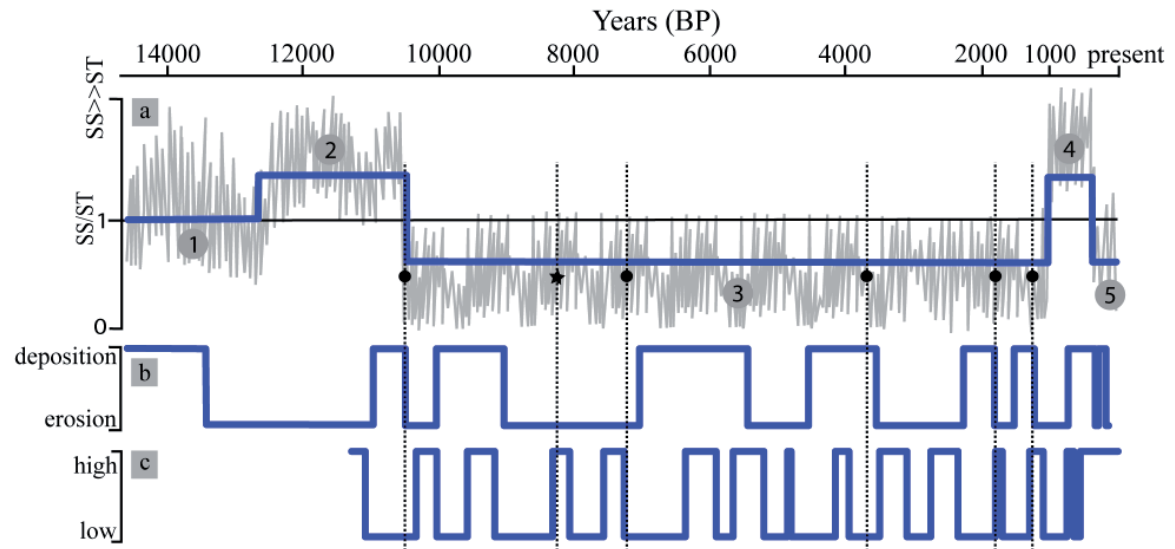 Years (BP)
14000 12000 10000 8000 6000 4000 2000 1000 present
SS>>ST
a
2
4
SS/ST
1
1
3
5
0
deposition
b
erosion
high
c
low